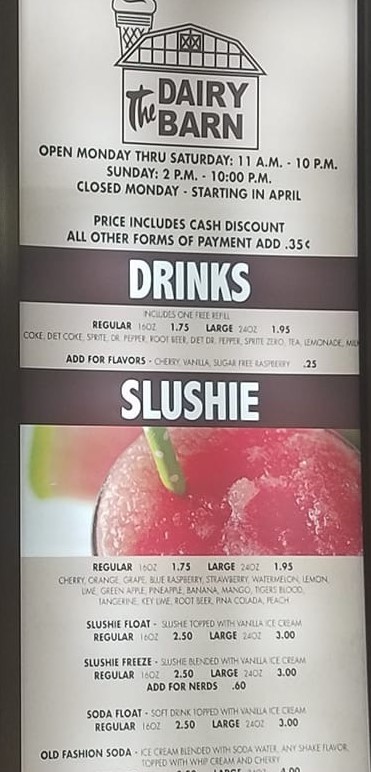 The DAIRY
BARN
OPEN MONDAY THRU SATURDAY: 11 A.M. - 10 P.M.
SUNDAY: 2 P.M. - 10:00 P.M.
CLOSED MONDAY - STARTING IN APRIL
PRICE INCLUDES CASH DISCOUNT
ALL OTHER FORMS OF PAYMENT ADD .35¢
DRINKS
INCLUDES ONE FREE REFILL
REGULAR 16OZ 1.75 LARGE 24OZ 1.95
COKE, DIET COKE, SPRITE, DR. PEPPER, ROOT BEER, DIET DR. PEPPER, SPRITE ZERO, TEA, LEMONADE,
ADD FOR FLAVORS - CHERRY, VANILLA, SUGAR FREE RASPBERRY .25
SLUSHIE
REGULAR 16OZ 1.75 LARGE 24OZ 1.95
CHERRY, ORANGE, GRAPE, BLUE RASPBERRY, STRAWBERRY, WATERMELON, LEMON,
LIME, GREEN APPLE, PINEAPPLE, BANANA, MANGO, TIGERS BLOOD,
TANGERINE, KEY LIME, ROOT BEER, PINA COLADA, PEACH
SLUSHIE FLOAT - SLUSHIE TOPPED WITH VANILLA ICE CREAM
REGULAR 16OZ 2.50 LARGE 24OZ 3.00
SLUSHIE FREEZE - SLUSHIE BLENDED WITH VANILLA ICE CREAM
REGULAR 16OZ 2.50 LARGE 24OZ 3.00
ADD FOR NERDS .60
SODA FLOAT - SOFT DRINK TOPPED WITH VANILLA ICE CREAM
REGULAR 16OZ 2.50 LARGE 24OZ 3.00
OLD FASHION SODA - ICE CREAM BLENDED WITH SODA WATER, ANY SHAKE FLAVOR,
TOPPED WITH WHIP CREAM AND CHERRY